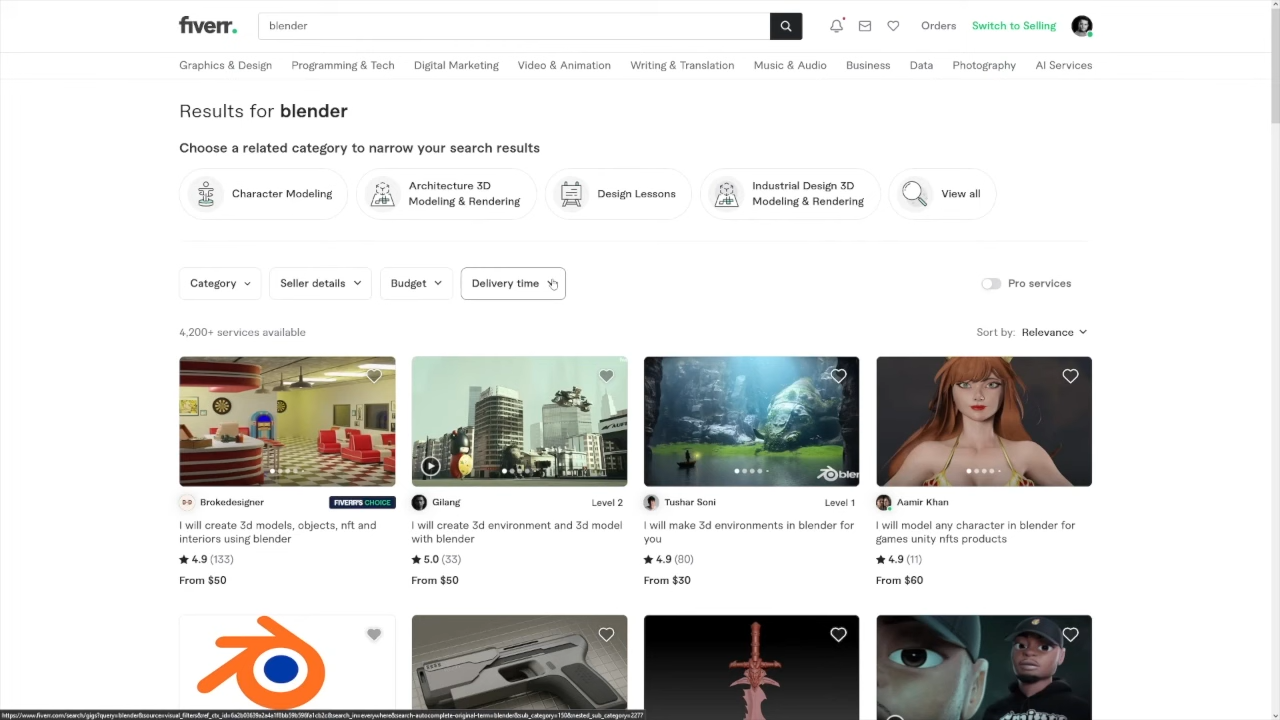 fiverr.
blender
Orders
Switch to Selling
Graphics & Design
Programming & Tech
Digital Marketing
Video & Animation
Writing & Translation
Music & Audio
Business
Data
Photography
AI Services
Results for blender
Choose a related category to narrow your search results
Character Modeling
Architecture 3D
Modeling & Rendering
Design Lessons
Industrial Design 3D
Modeling & Rendering
View all
Category
Seller details
Budget
Delivery time
Pro services
4,200+ services available
Sort by: Relevance
Brokedesigner
FIVERR'S CHOICE
I will create 3d models, objects, nft and
interiors using blender
4.9 (133)
From $50
Gilang
Level 2
I will create 3d environment and 3d model
with blender
5.0 (33)
From $50
bler
Tushar Soni
Level 1
I will make 3d environments in blender for
you
4.9 (80)
From $30
Aamir Khan
I will model any character in blender for
games unity nfts products
4.9 (11)
From $60